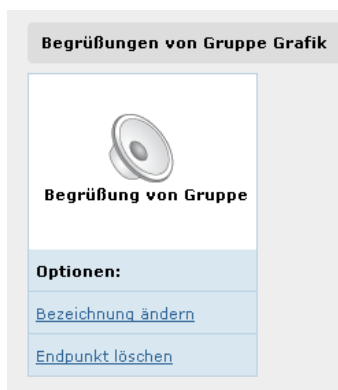 Begrüßungen von Gruppe Grafik
Begrüßung von Gruppe
Optionen:
Bezeichnung ändern
Endpunkt löschen